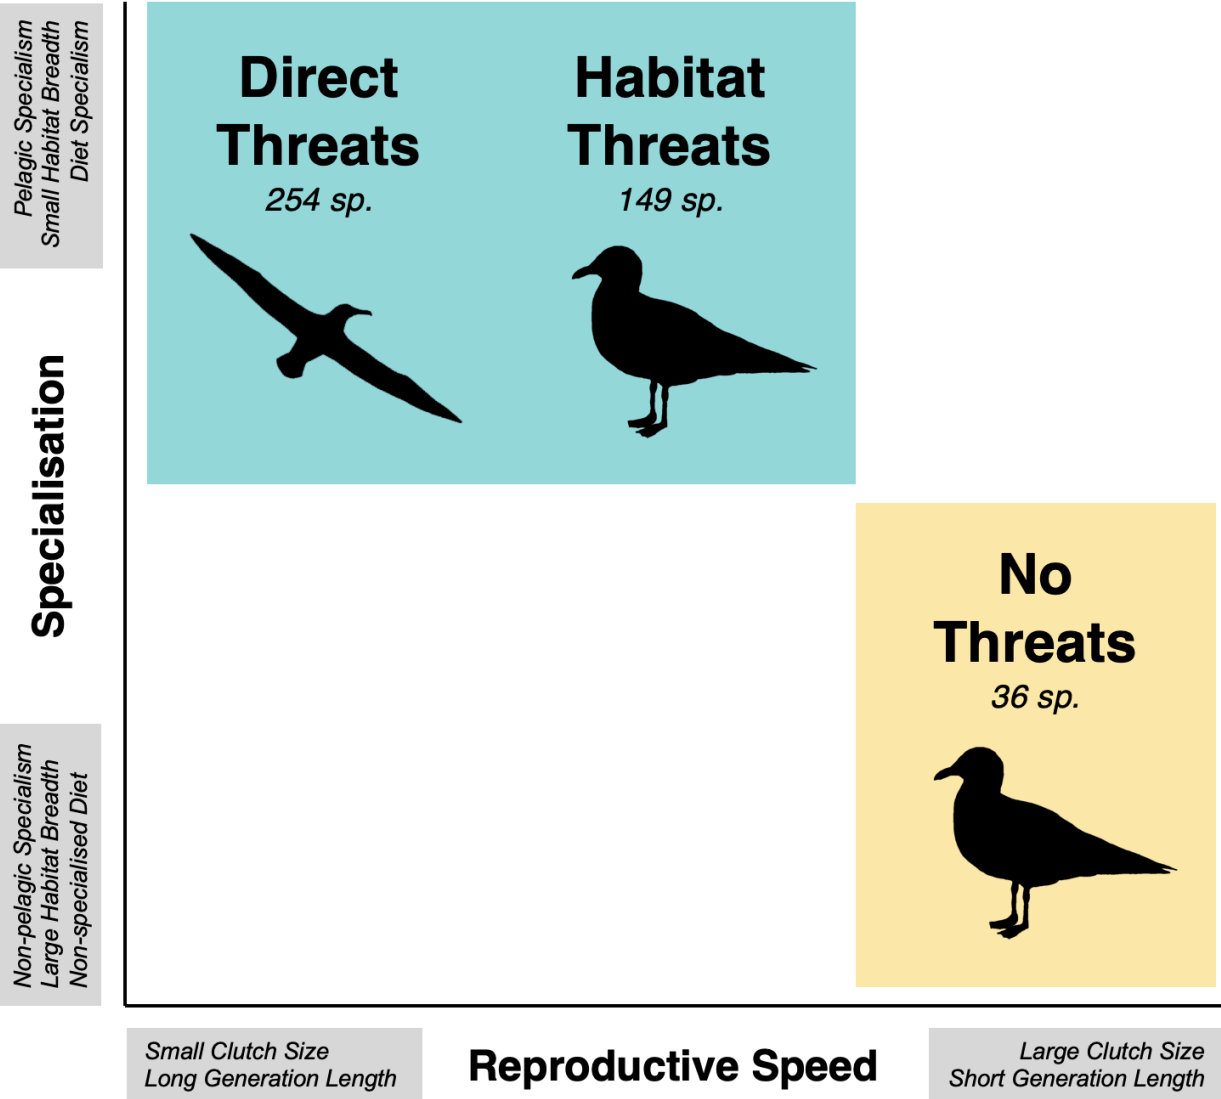 Pelagic Specialism
Small Habitat Breadth
Diet Specialism
Direct
Threats
254 sp.
Habitat
Threats
149 sp.
Specialisation
No
Threats
36 sp.
Non-pelagic Specialism
Large Habitat Breadth
Non-specialised Diet
Small Clutch Size
Long Generation Length
Reproductive Speed
Large Clutch Size
Short Generation Length